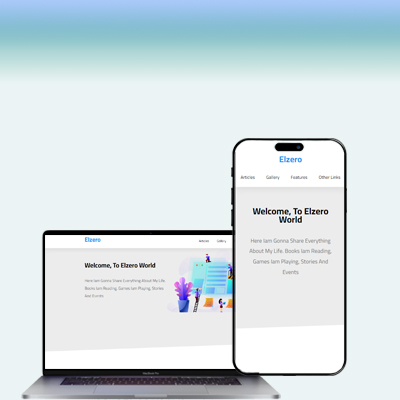 Elzero
Articles Gallery
Welcome, To Elzero World
Here Iam Gonna Share Everything About My Life.
Books Iam Reading, Games Iam Playing, Stories
And Events
Elzero
Articles Gallery Features Other Links
Welcome, To Elzero
World
Here Iam Gonna Share Everything
About My Life. Books Iam Reading,
Games Iam Playing, Stories And
Events